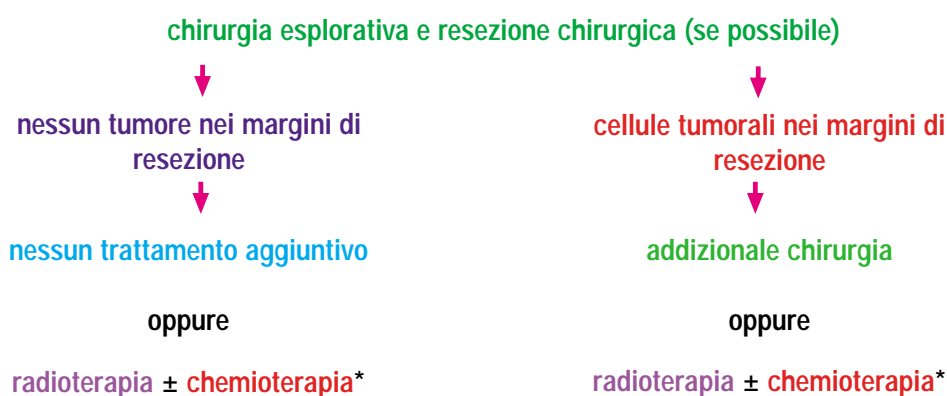 chirurgia esplorativa e resezione chirurgica (se possibile)
nessun tumore nei margini di
resezione
nessun trattamento aggiuntivo
oppure
radioterapia ± chemioterapia*
cellule tumorali nei margini di
resezione
addizionale chirurgia
oppure
radioterapia ± chemioterapia*